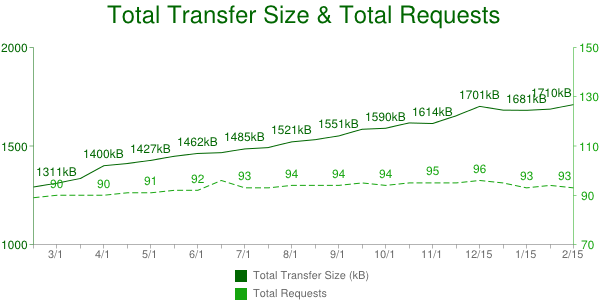 Total Transfer Size & Total Requests
2000
150
1710kB
1701kB
1681kB
130
1614kB
1590kB
1551kB
1521kB
1485kB
1462kB
1427kB
1400kB
1500
110
1311kB
90
90
91
92
93
94
94
94
95
96
93
93
90
1000
70
3/1 4/1 5/1 6/1 7/1 8/1 9/1 10/1 11/1 12/15 1/15 2/15
Total Transfer Size (kB)
Total Requests